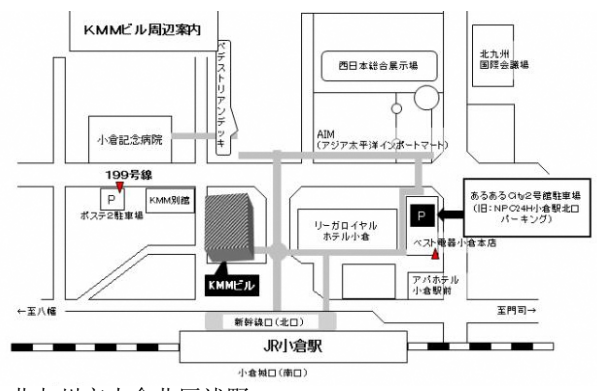 KMMビル周辺案内
ペデストリアンデッキ
西日本総合展示場
北九州
国際会議場
小倉記念病院
AIM
(アジア太平洋インポートマート)
199号線
P
ポステ2駐車場
KMM別館
リーガロイヤル
ホテル小倉
P
あるあるCity2号館駐車場
(旧:NPC24H小倉駅北口
パーキング)
ベスト電器小倉本店
KMMビル
アパホテル
小倉駅前
←至八幡
至門司→
新幹線口(北口)
JR小倉駅
小倉城口(南口)